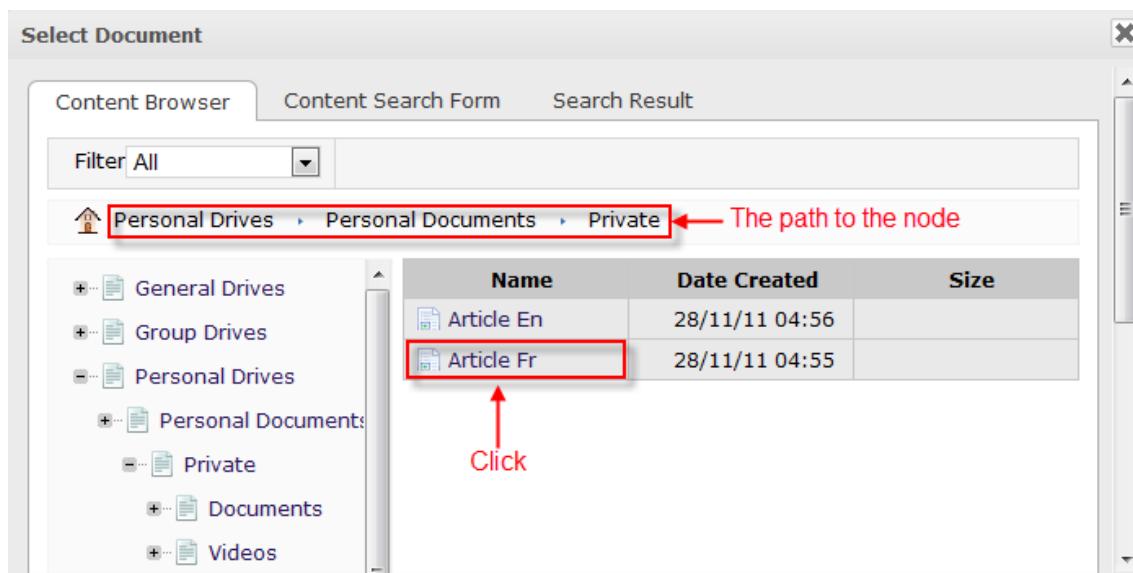 Select Document
Content Browser Content Search Form Search Result
Filter All
Personal Drives Personal Documents Private The path to the node
General Drives
Group Drives
Personal Drives
Personal Documents
Private
Documents
Videos
Name Date Created Size
Article En 28/11/11 04:56
Article Fr 28/11/11 04:55
Click